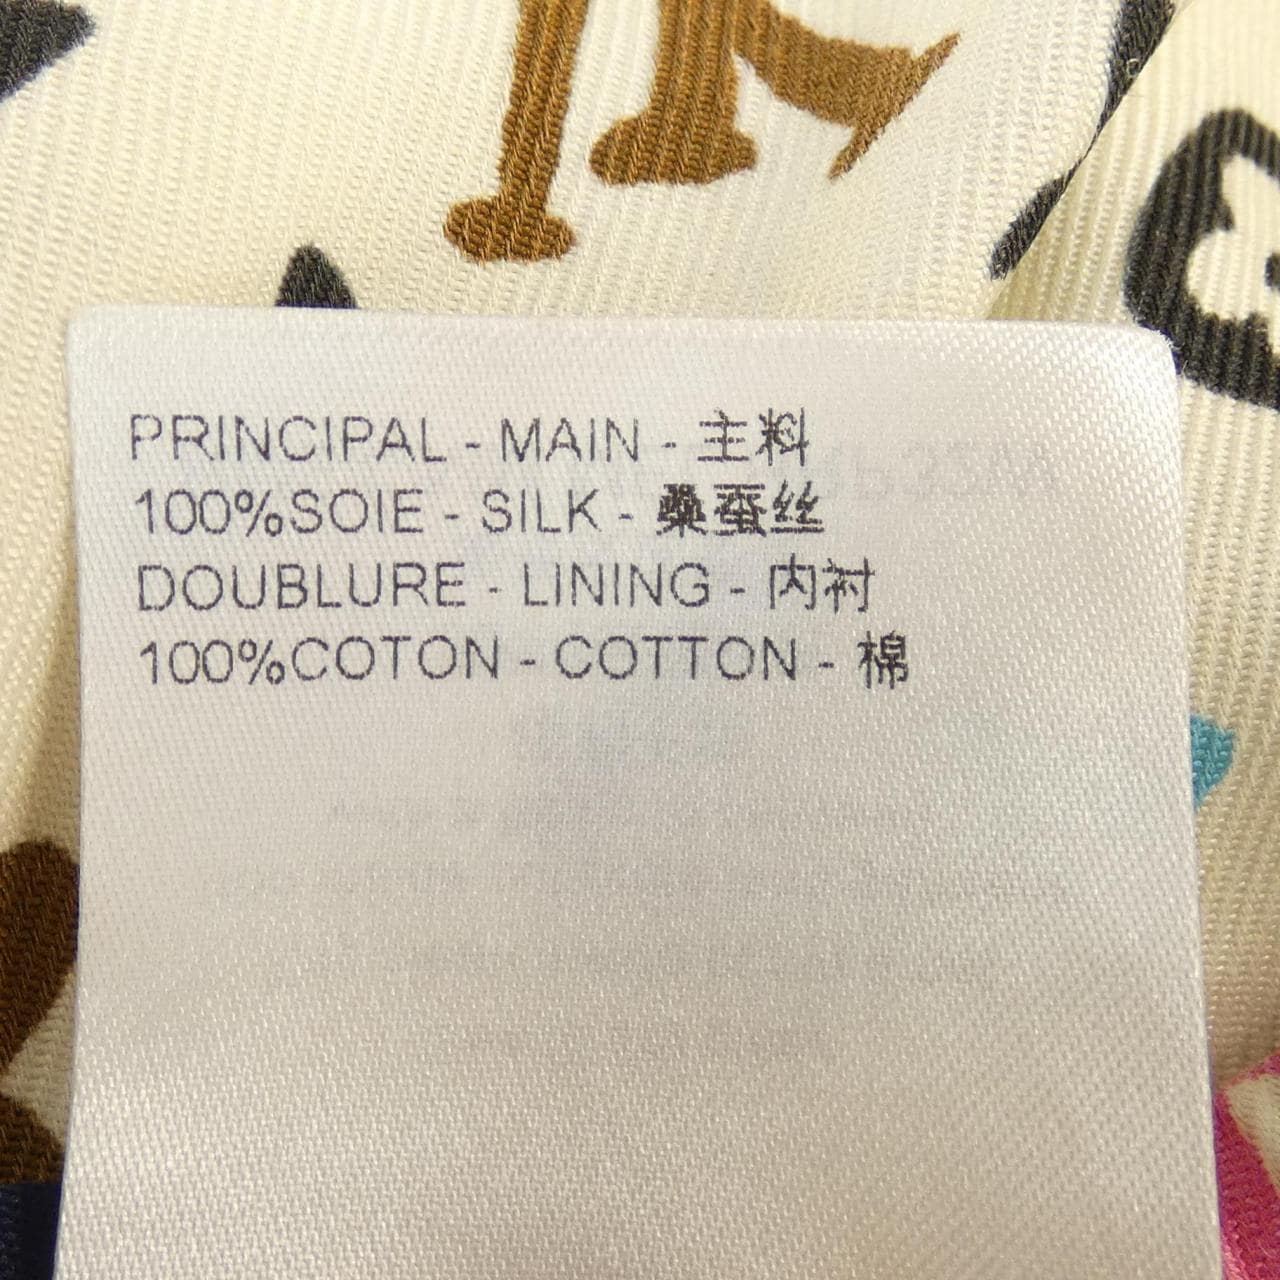 PRINCIPAL - MAIN - 主料
100%SOIE - SILK - 桑蚕丝
DOUBLURE - LINING - 内衬
100%COTON - COTTON - 棉